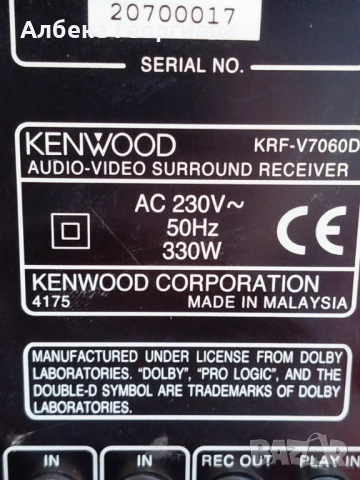 20700017
SERIAL NO.
KENWOOD KRF-V7060D
AUDIO-VIDEO SURROUND RECEIVER
AC 230V~
50Hz
330W
CE
KENWOOD CORPORATION
4175 MADE IN MALAYSIA
MANUFACTURED UNDER LICENSE FROM DOLBY
LABORATORIES. "DOLBY", "PRO LOGIC", AND THE
DOUBLE-D SYMBOL ARE TRADEMARKS OF DOLBY
LABORATORIES.
IN IN REC OUT PLAY IN
BAZAR